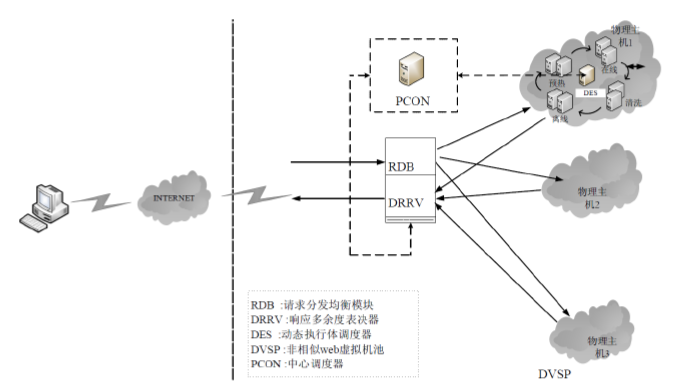 物理主
机1
预热
在线
DES
离线
清洗
PCON
RDB
DRRV
INTERNET
物理主
机2
物理主
机3
DVSP
RDB :请求分发均衡模块
DRRV :响应多余度表决器
DES :动态执行体调度器
DVSP :非相似web虚拟机池
PCON :中心调度器